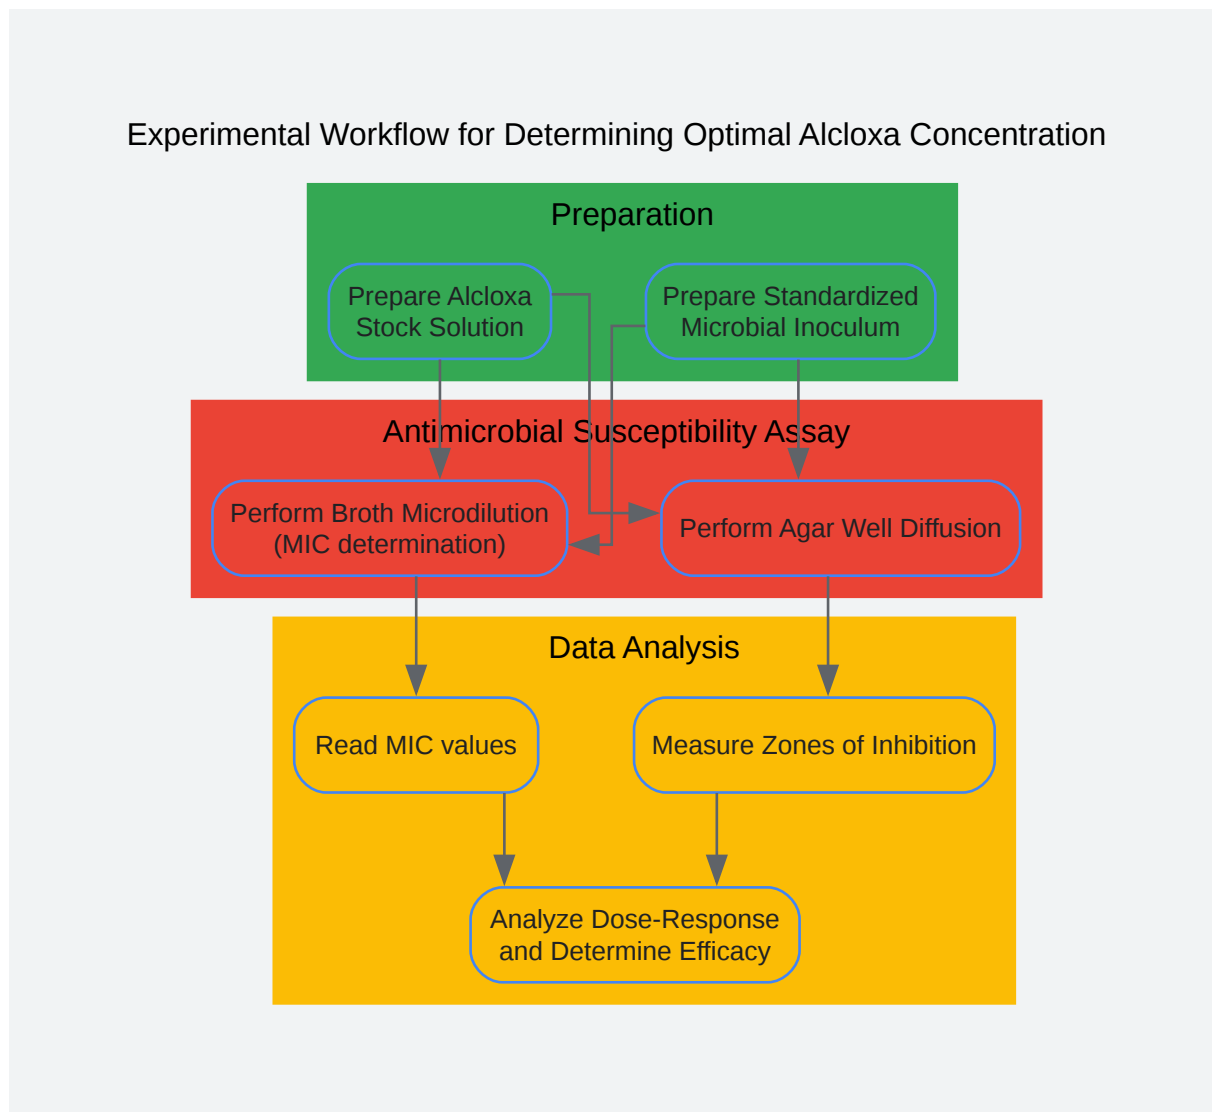 Experimental Workflow for Determining Optimal Alcloxa Concentration
Preparation
Prepare Alcloxa
Stock Solution
Prepare Standardized
Microbial Inoculum
Antimicrobial Susceptibility Assay
Perform Broth Microdilution
(MIC determination)
Perform Agar Well Diffusion
Data Analysis
Read MIC values
Measure Zones of Inhibition
Analyze Dose-Response
and Determine Efficacy